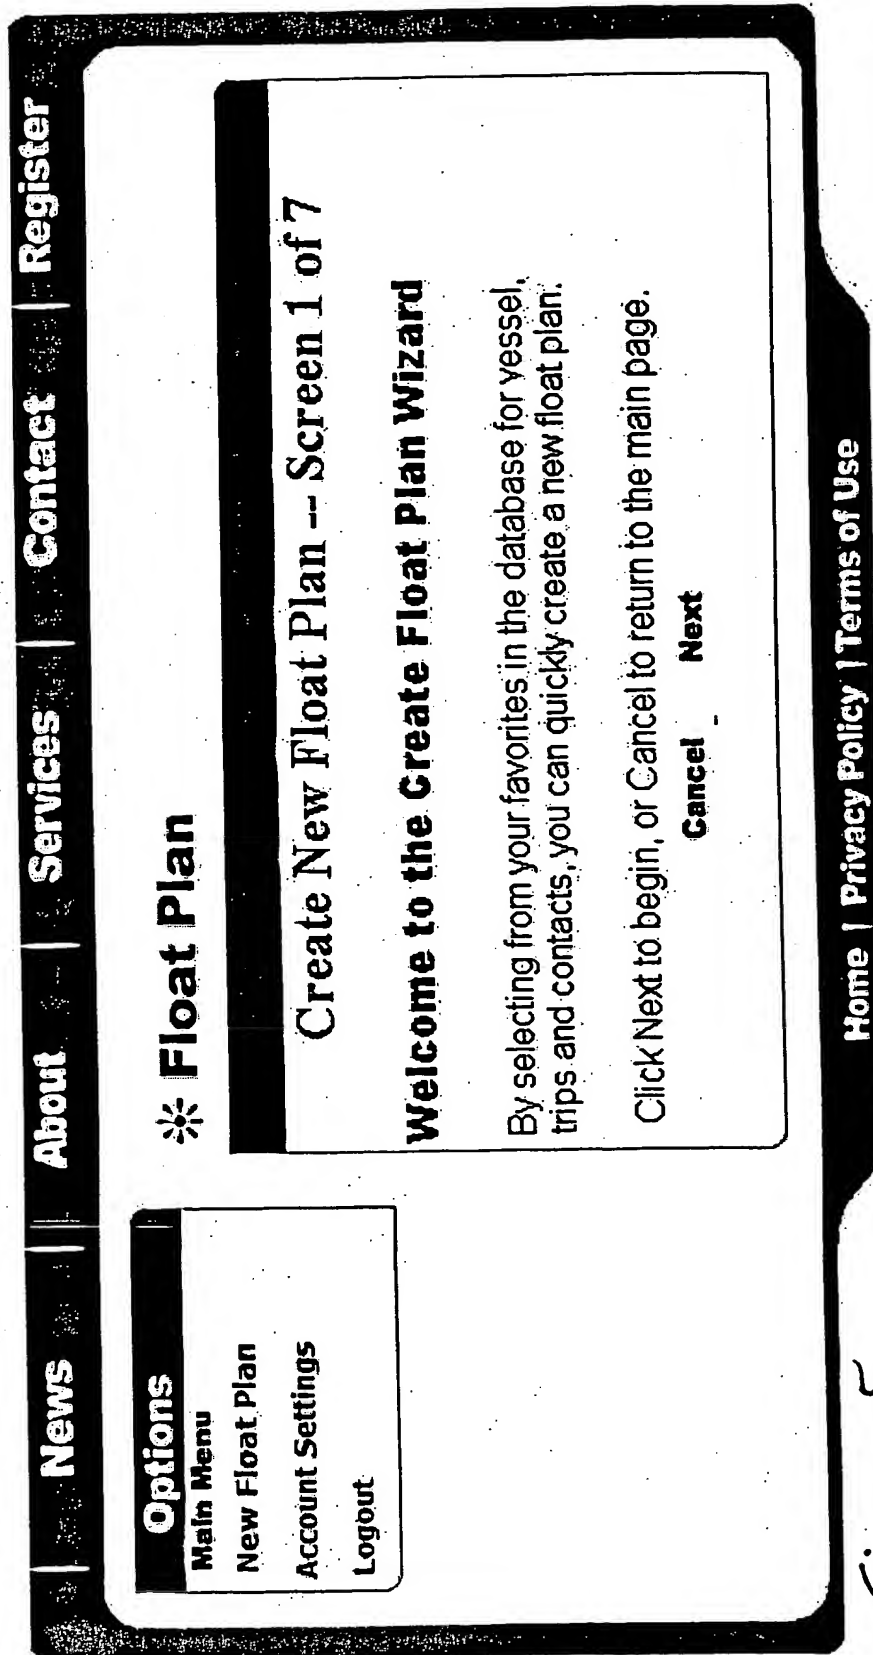 News | About | Services | Contact | Register
Options
Main Menu
New Float Plan
Account Settings
Logout
Float Plan
Create New Float Plan -- Screen 1 of 7
Welcome to the Create Float Plan Wizard
By selecting from your favorites in the database for vessel,
trips and contacts, you can quickly create a new float plan.
Click Next to begin, or Cancel to return to the main page.
Cancel Next
Home | Privacy Policy | Terms of Use